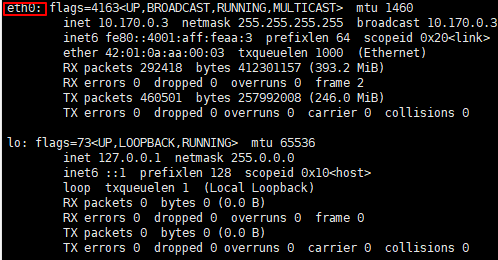 eth0: flags=4163<UP,BROADCAST,RUNNING,MULTICAST> mtu 1460
inet 10.170.0.3 netmask 255.255.255.255 broadcast 10.170.0.3
inet6 fe80::4001:aff:feaa:3 prefixlen 64 scopeid 0x20<link>
ether 42:01:0a:aa:00:03 txqueuelen 1000 (Ethernet)
RX packets 292418 bytes 412301157 (393.2 MiB)
RX errors 0 dropped 0 overruns 0 frame 2
TX packets 460501 bytes 257992008 (246.0 MiB)
TX errors 0 dropped 0 overruns 0 carrier 0 collisions 0
lo: flags=73<UP,LOOPBACK,RUNNING> mtu 65536
inet 127.0.0.1 netmask 255.0.0.0
inet6 ::1 prefixlen 128 scopeid 0x10<host>
loop txqueuelen 1 (Local Loopback)
RX packets 0 bytes 0 (0.0 B)
RX errors 0 dropped 0 overruns 0 frame 0
TX packets 0 bytes 0 (0.0 B)
TX errors 0 dropped 0 overruns 0 carrier 0 collisions 0